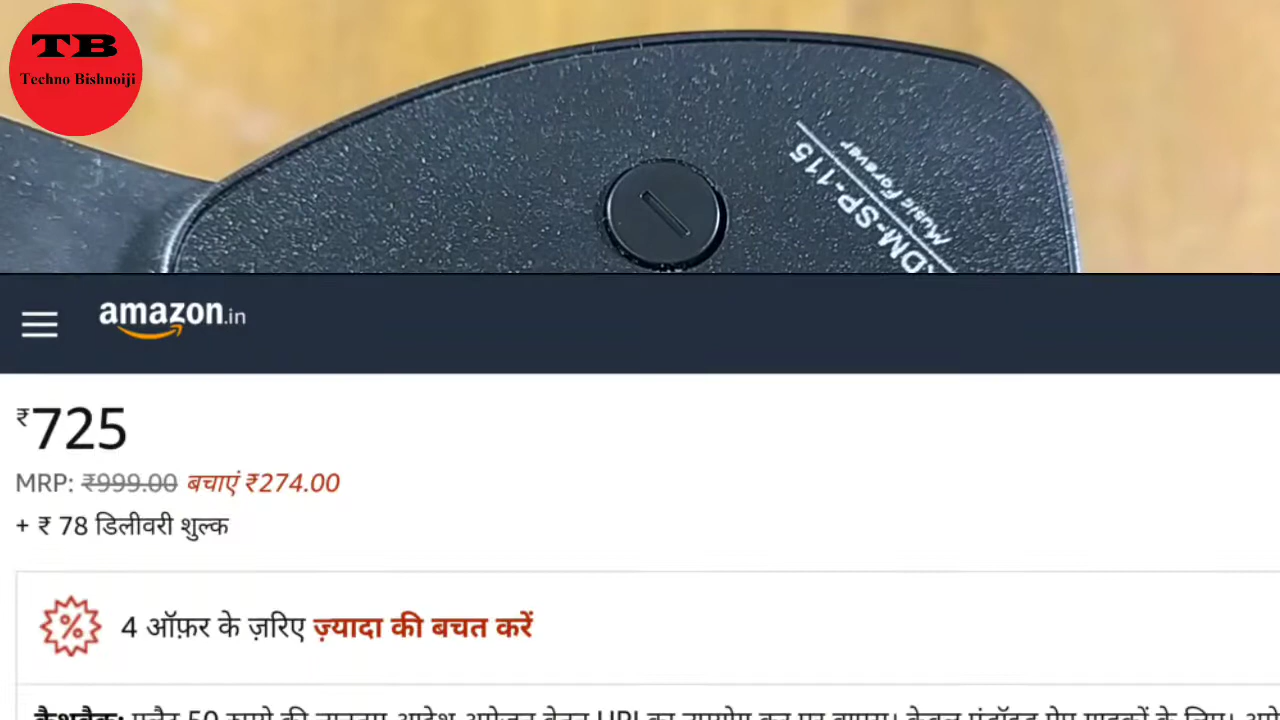 TB
Techno Bishnoiji
DM-SP-115
Music Forever
amazon.in
₹725
MRP: ₹999.00 बचाएं ₹274.00
+ ₹ 78 डिलीवरी शुल्क
4 ऑफ़र के ज़रिए ज़्यादा की बचत करें